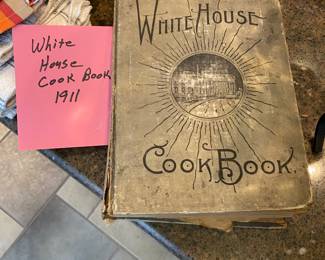 White
House
Cook Book
1911
WHITE HOUSE
COOK BOOK.